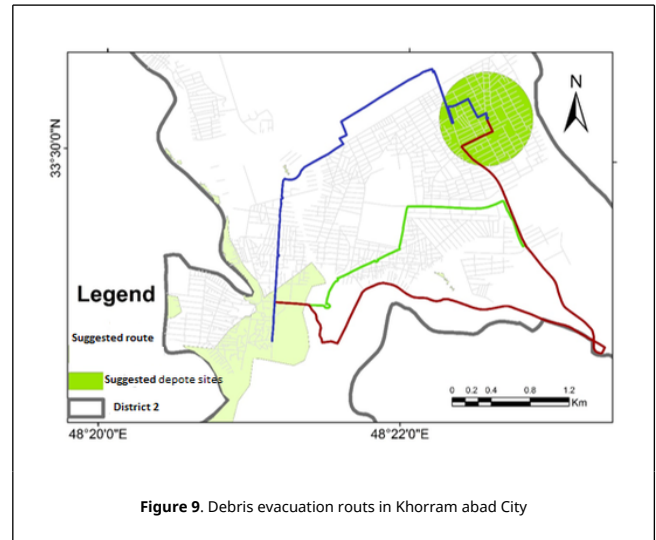 N
33°30'0"N
Legend
Suggested route
Suggested depote sites
District 2
0 0.2 0.4 0.8 1.2
Km
48°20'0"E 48°22'0"E
Figure 9. Debris evacuation routs in Khorram abad City